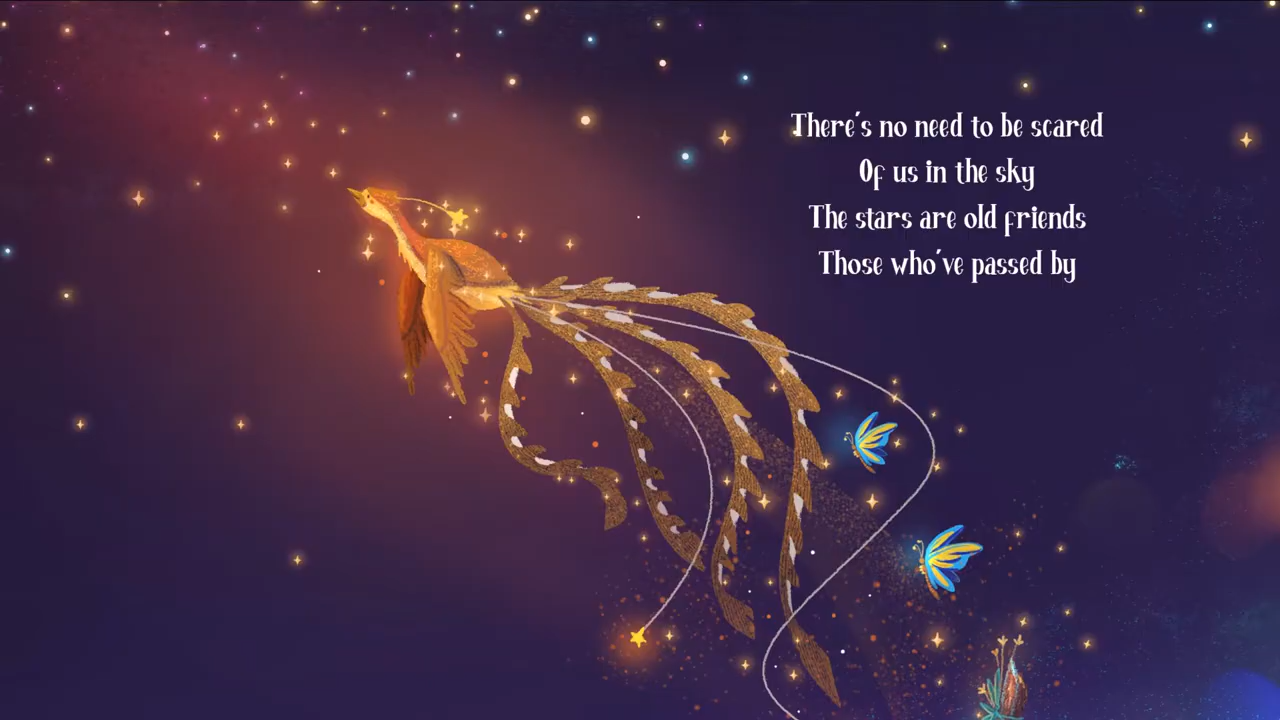 There's no need to be scared
Of us in the sky
The stars are old friends
Those who've passed by